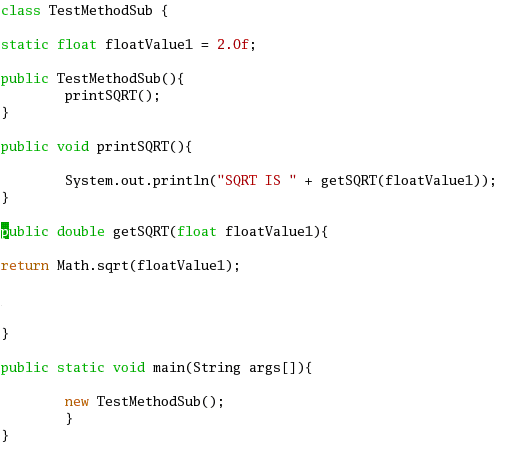 class TestMethodSub {
static float floatValue1 = 2.0f;
public TestMethodSub(){
printSQRT();
}
public void printSQRT(){
System.out.println("SQRT IS " + getSQRT(floatValue1));
}
public double getSQRT(float floatValue1){
return Math.sqrt(floatValue1);
}
public static void main(String args[]){
new TestMethodSub();
}
}